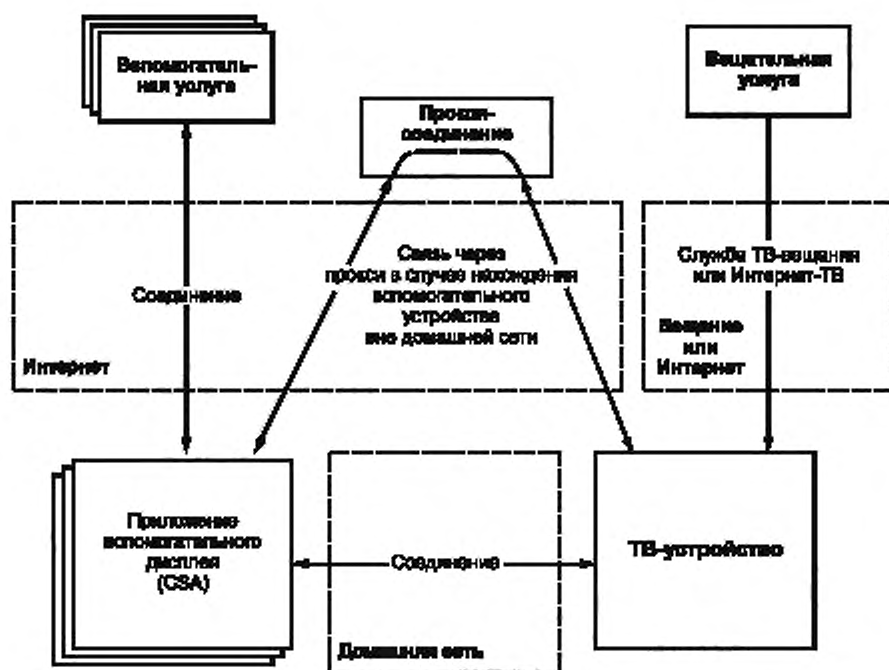 Вспомогатель-
ная услуга
Вещательная
услуга
Прокси-
соединение
Связь через
прокси в случае нахождения
вспомогательного
устройства
вне домашней сети
Соединение
Интернет
Служба ТВ-вещания
или Интернет-ТВ
Вещание
или
Интернет
Приложение
вспомогательного
дисплея
(CSA)
Соединение
ТВ-устройство
Домашняя сеть